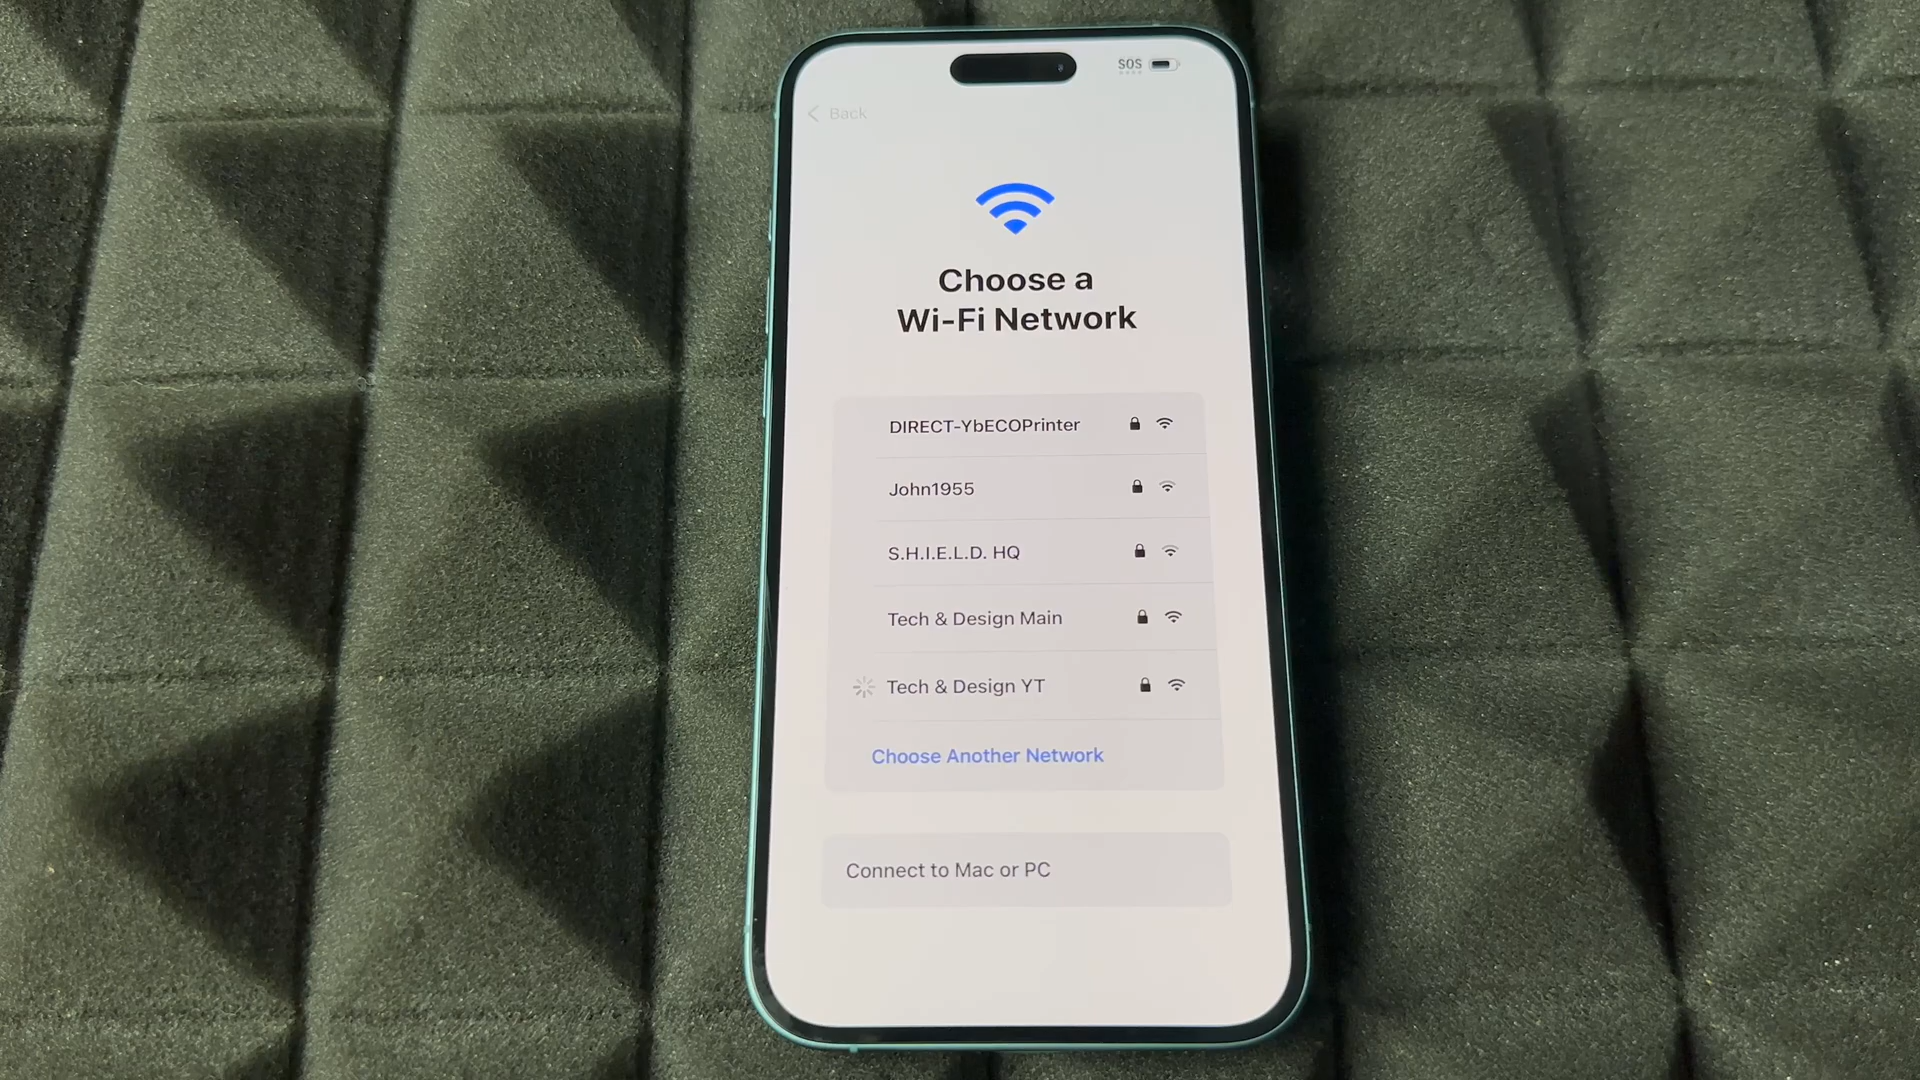 SOS
Back
Choose a
Wi-Fi Network
DIRECT-YbECOPrinter
John1955
S.H.I.E.L.D. HQ
Tech & Design Main
Tech & Design YT
Choose Another Network
Connect to Mac or PC